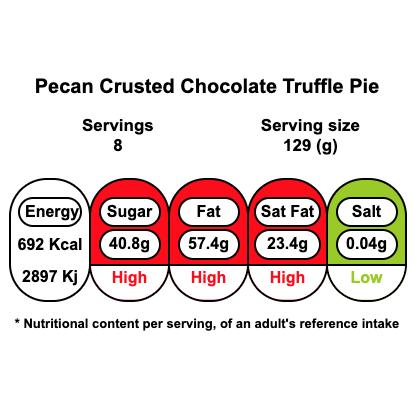 Pecan Crusted Chocolate Truffle Pie
Servings Serving size
8 129 (g)
Energy Sugar Fat Sat Fat Salt
692 Kcal 40.8g 57.4g 23.4g 0.04g
2897 Kj High High High Low
* Nutritional content per serving, of an adult's reference intake